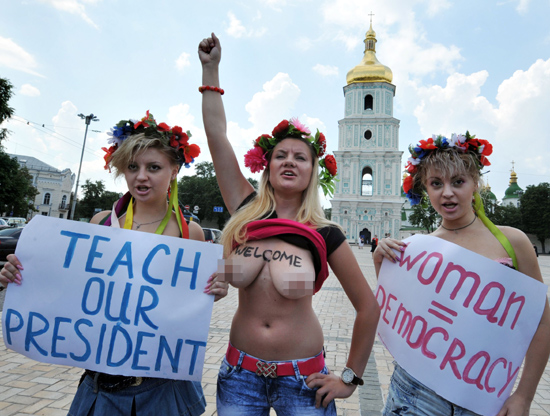 TEACH
OUR
PRESIDENT
WELCOME
WOMAN
=
DEMOCRACY